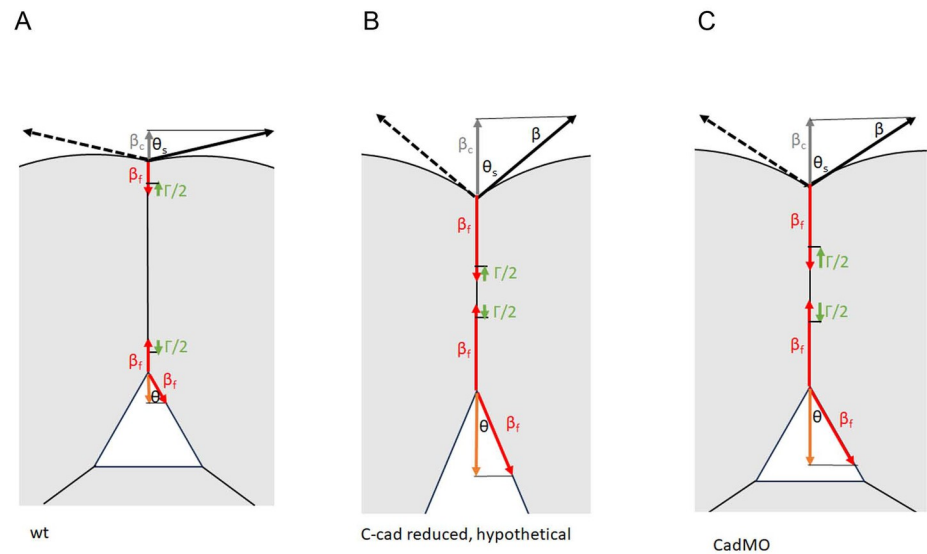 A
B
C
βc
θs
βf
Γ/2
Γ/2
βf
βf
θ
wt
βc
β
θs
βf
Γ/2
Γ/2
βf
θ
βf
C-cad reduced, hypothetical
βc
β
θs
βf
Γ/2
Γ/2
βf
θ
βf
CadMO